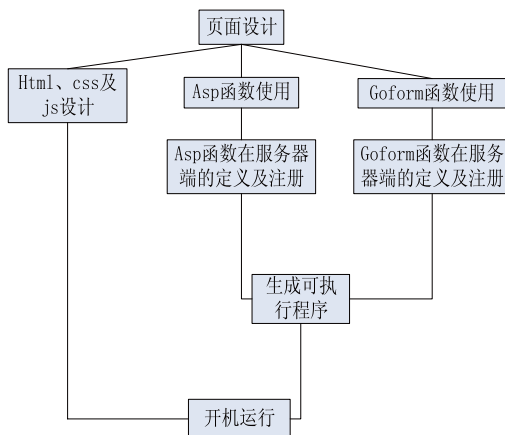 页面设计
Html、css及
js设计
Asp函数使用
Goform函数使用
Asp函数在服务器
端的定义及注册
Goform函数在服务
器端的定义及注册
生成可执
行程序
开机运行